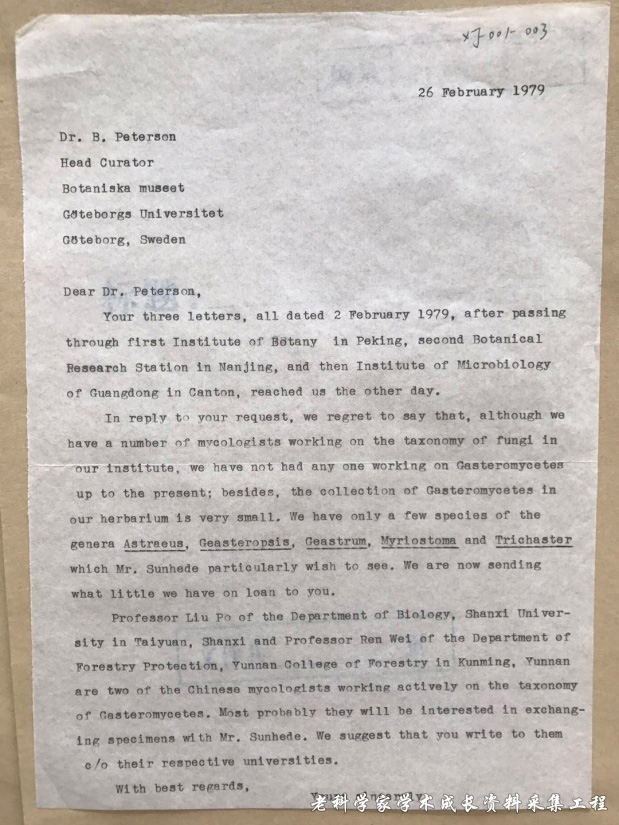 XJ-001-003
26 February 1979
Dr. B. Peterson
Head Curator
Botaniska museet
Göteborgs Universitet
Göteborg, Sweden
Dear Dr. Peterson,
Your three letters, all dated 2 February 1979, after passing
through first Institute of Botany in Peking, second Botanical
Research Station in Nanjing, and then Institute of Microbiology
of Guangdong in Canton, reached us the other day.
In reply to your request, we regret to say that, although we
have a number of mycologists working on the taxonomy of fungi in
our institute, we have not had any one working on Gasteromycetes
up to the present; besides, the collection of Gasteromycetes in
our herbarium is very small. We have only a few species of the
genera Astraeus, Geasteropsis, Geastrum, Myriostoma and Trichaster
which Mr. Sunhede particularly wish to see. We are now sending
what little we have on loan to you.
Professor Liu Po of the Department of Biology, Shanxi Univer-
sity in Taiyuan, Shanxi and Professor Ren Wei of the Department of
Forestry Protection, Yunnan College of Forestry in Kunming, Yunnan
are two of the Chinese mycologists working actively on the taxonomy
of Gasteromycetes. Most probably they will be interested in exchang-
ing specimens with Mr. Sunhede. We suggest that you write to them
c/o their respective universities.
With best regards,
老科学家学术成长资料采集工程